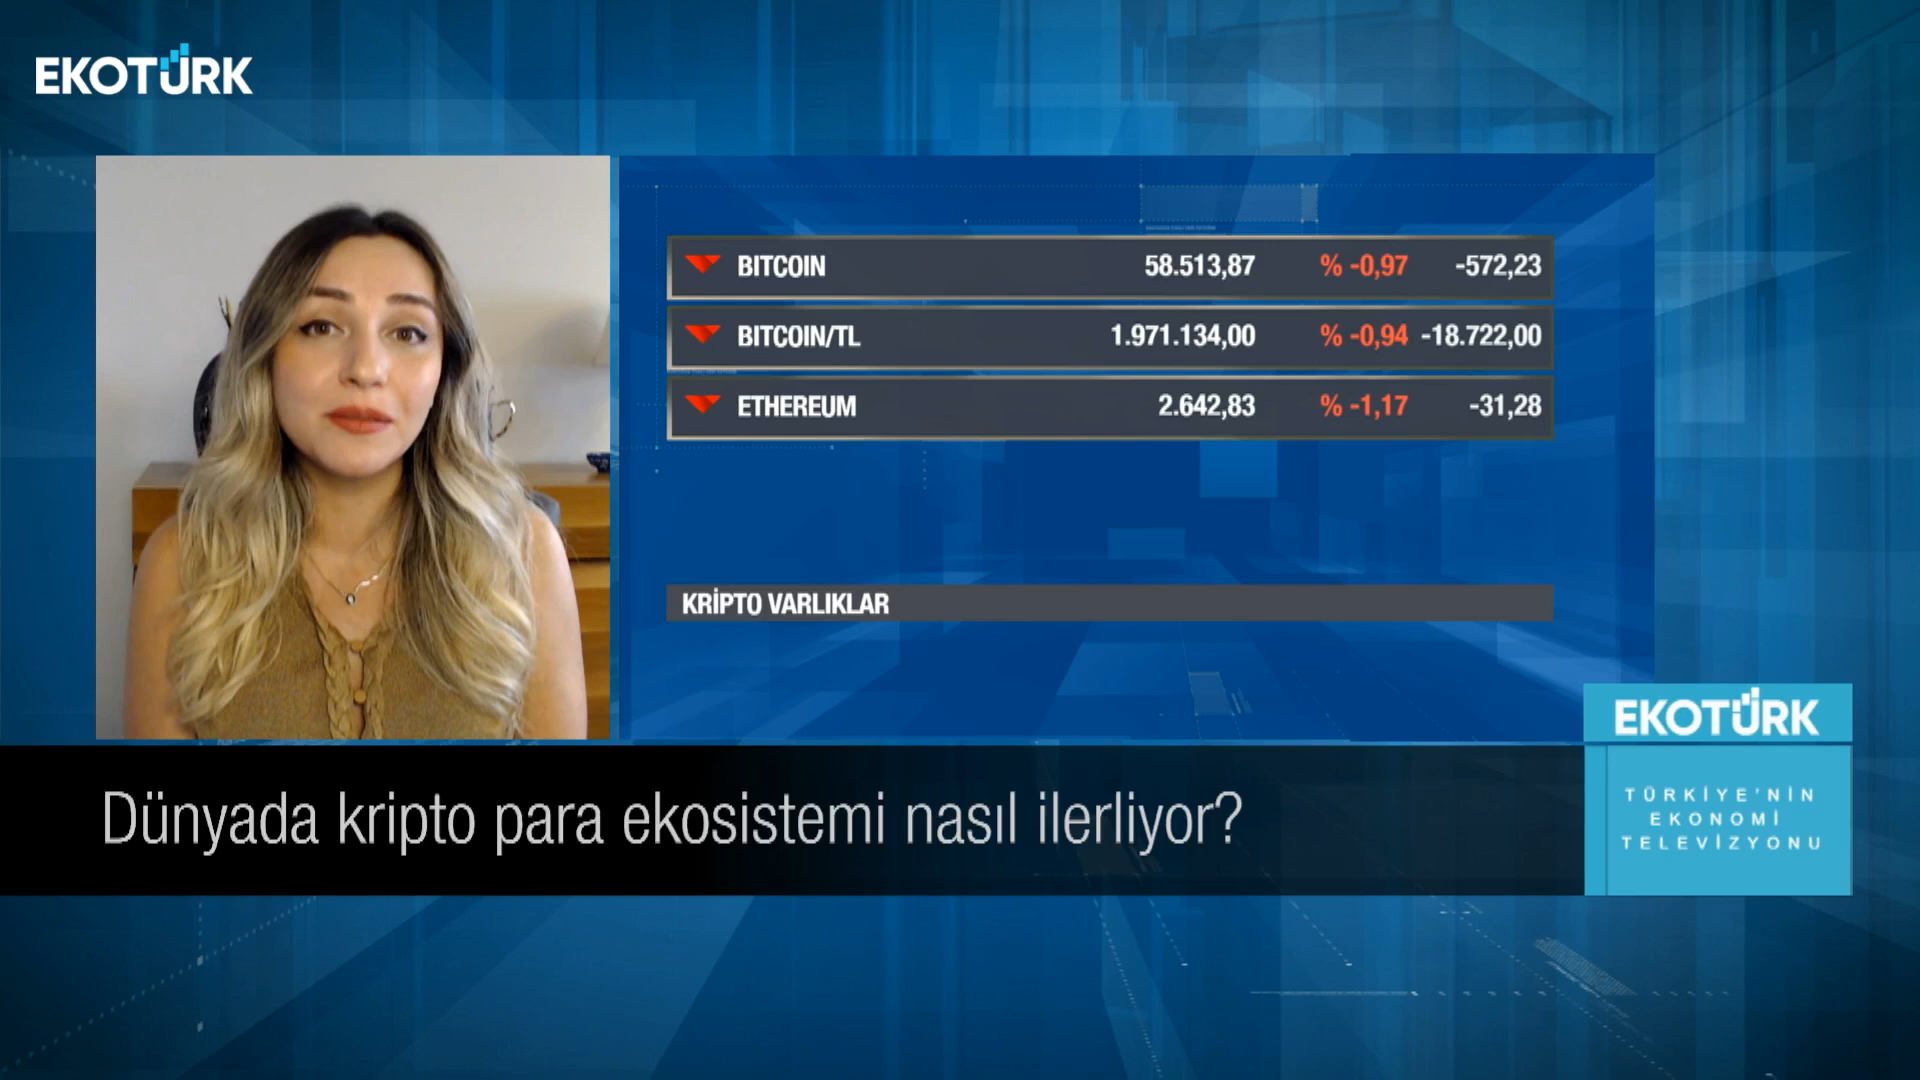 EKOTÜRK
BITCOIN 58.513,87 % -0,97 -572,23
BITCOIN/TL 1.971.134,00 % -0,94 -18.722,00
ETHEREUM 2.642,83 % -1,17 -31,28
KRİPTO VARLIKLAR
EKOTÜRK
TÜRKİYE'NİN
EKONOMİ
TELEVİZYONU
Dünyada kripto para ekosistemi nasıl ilerliyor?